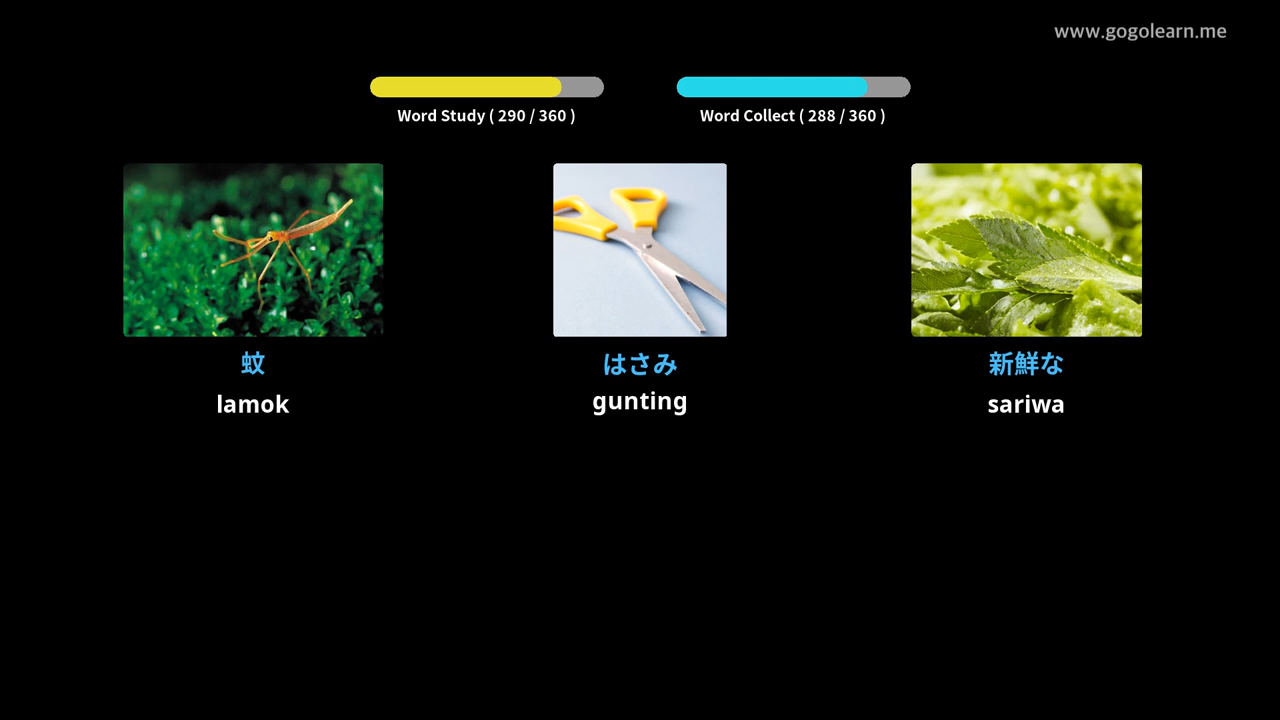 www.gogolearn.me
Word Study ( 290 / 360 )
Word Collect ( 288 / 360 )
蚊
lamok
はさみ
gunting
新鮮な
sariwa